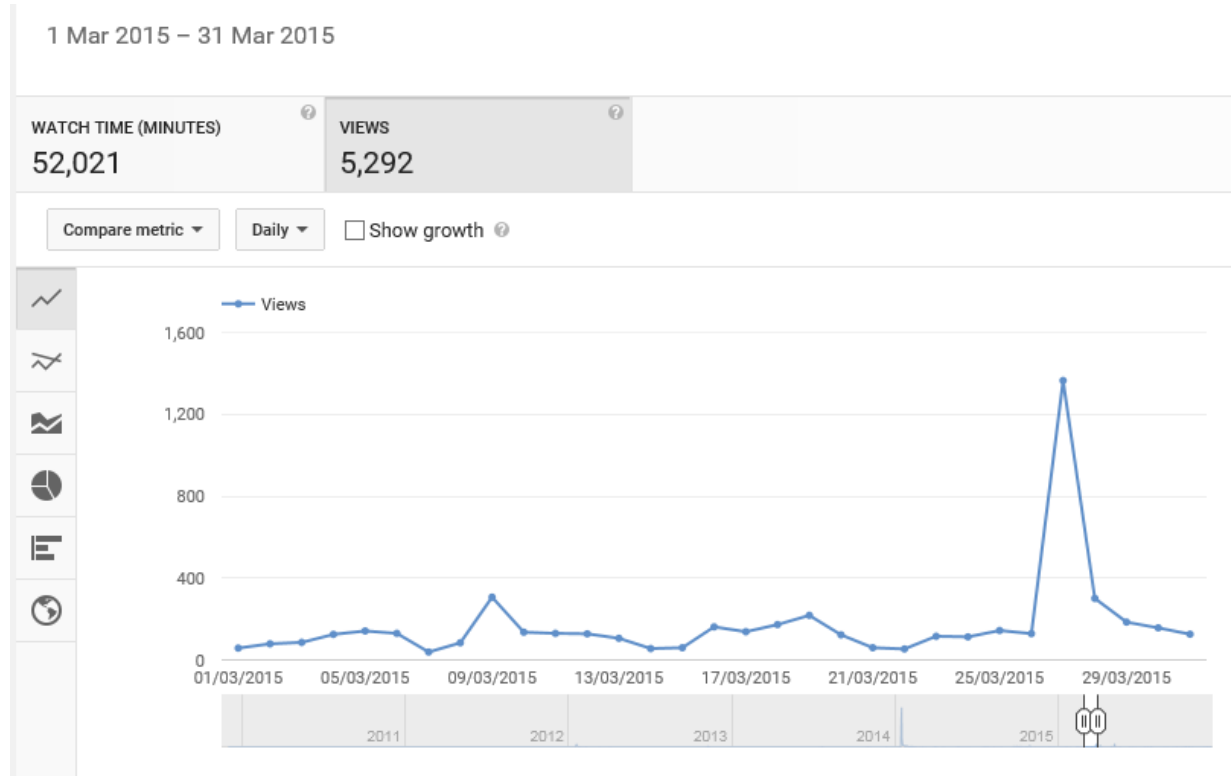 1 Mar 2015 – 31 Mar 2015
WATCH TIME (MINUTES) ?
52,021
VIEWS ?
5,292
Compare metric Daily Show growth ?
Views
1,600
1,200
800
400
0
01/03/2015 05/03/2015 09/03/2015 13/03/2015 17/03/2015 21/03/2015 25/03/2015 29/03/2015
2011 2012 2013 2014 2015